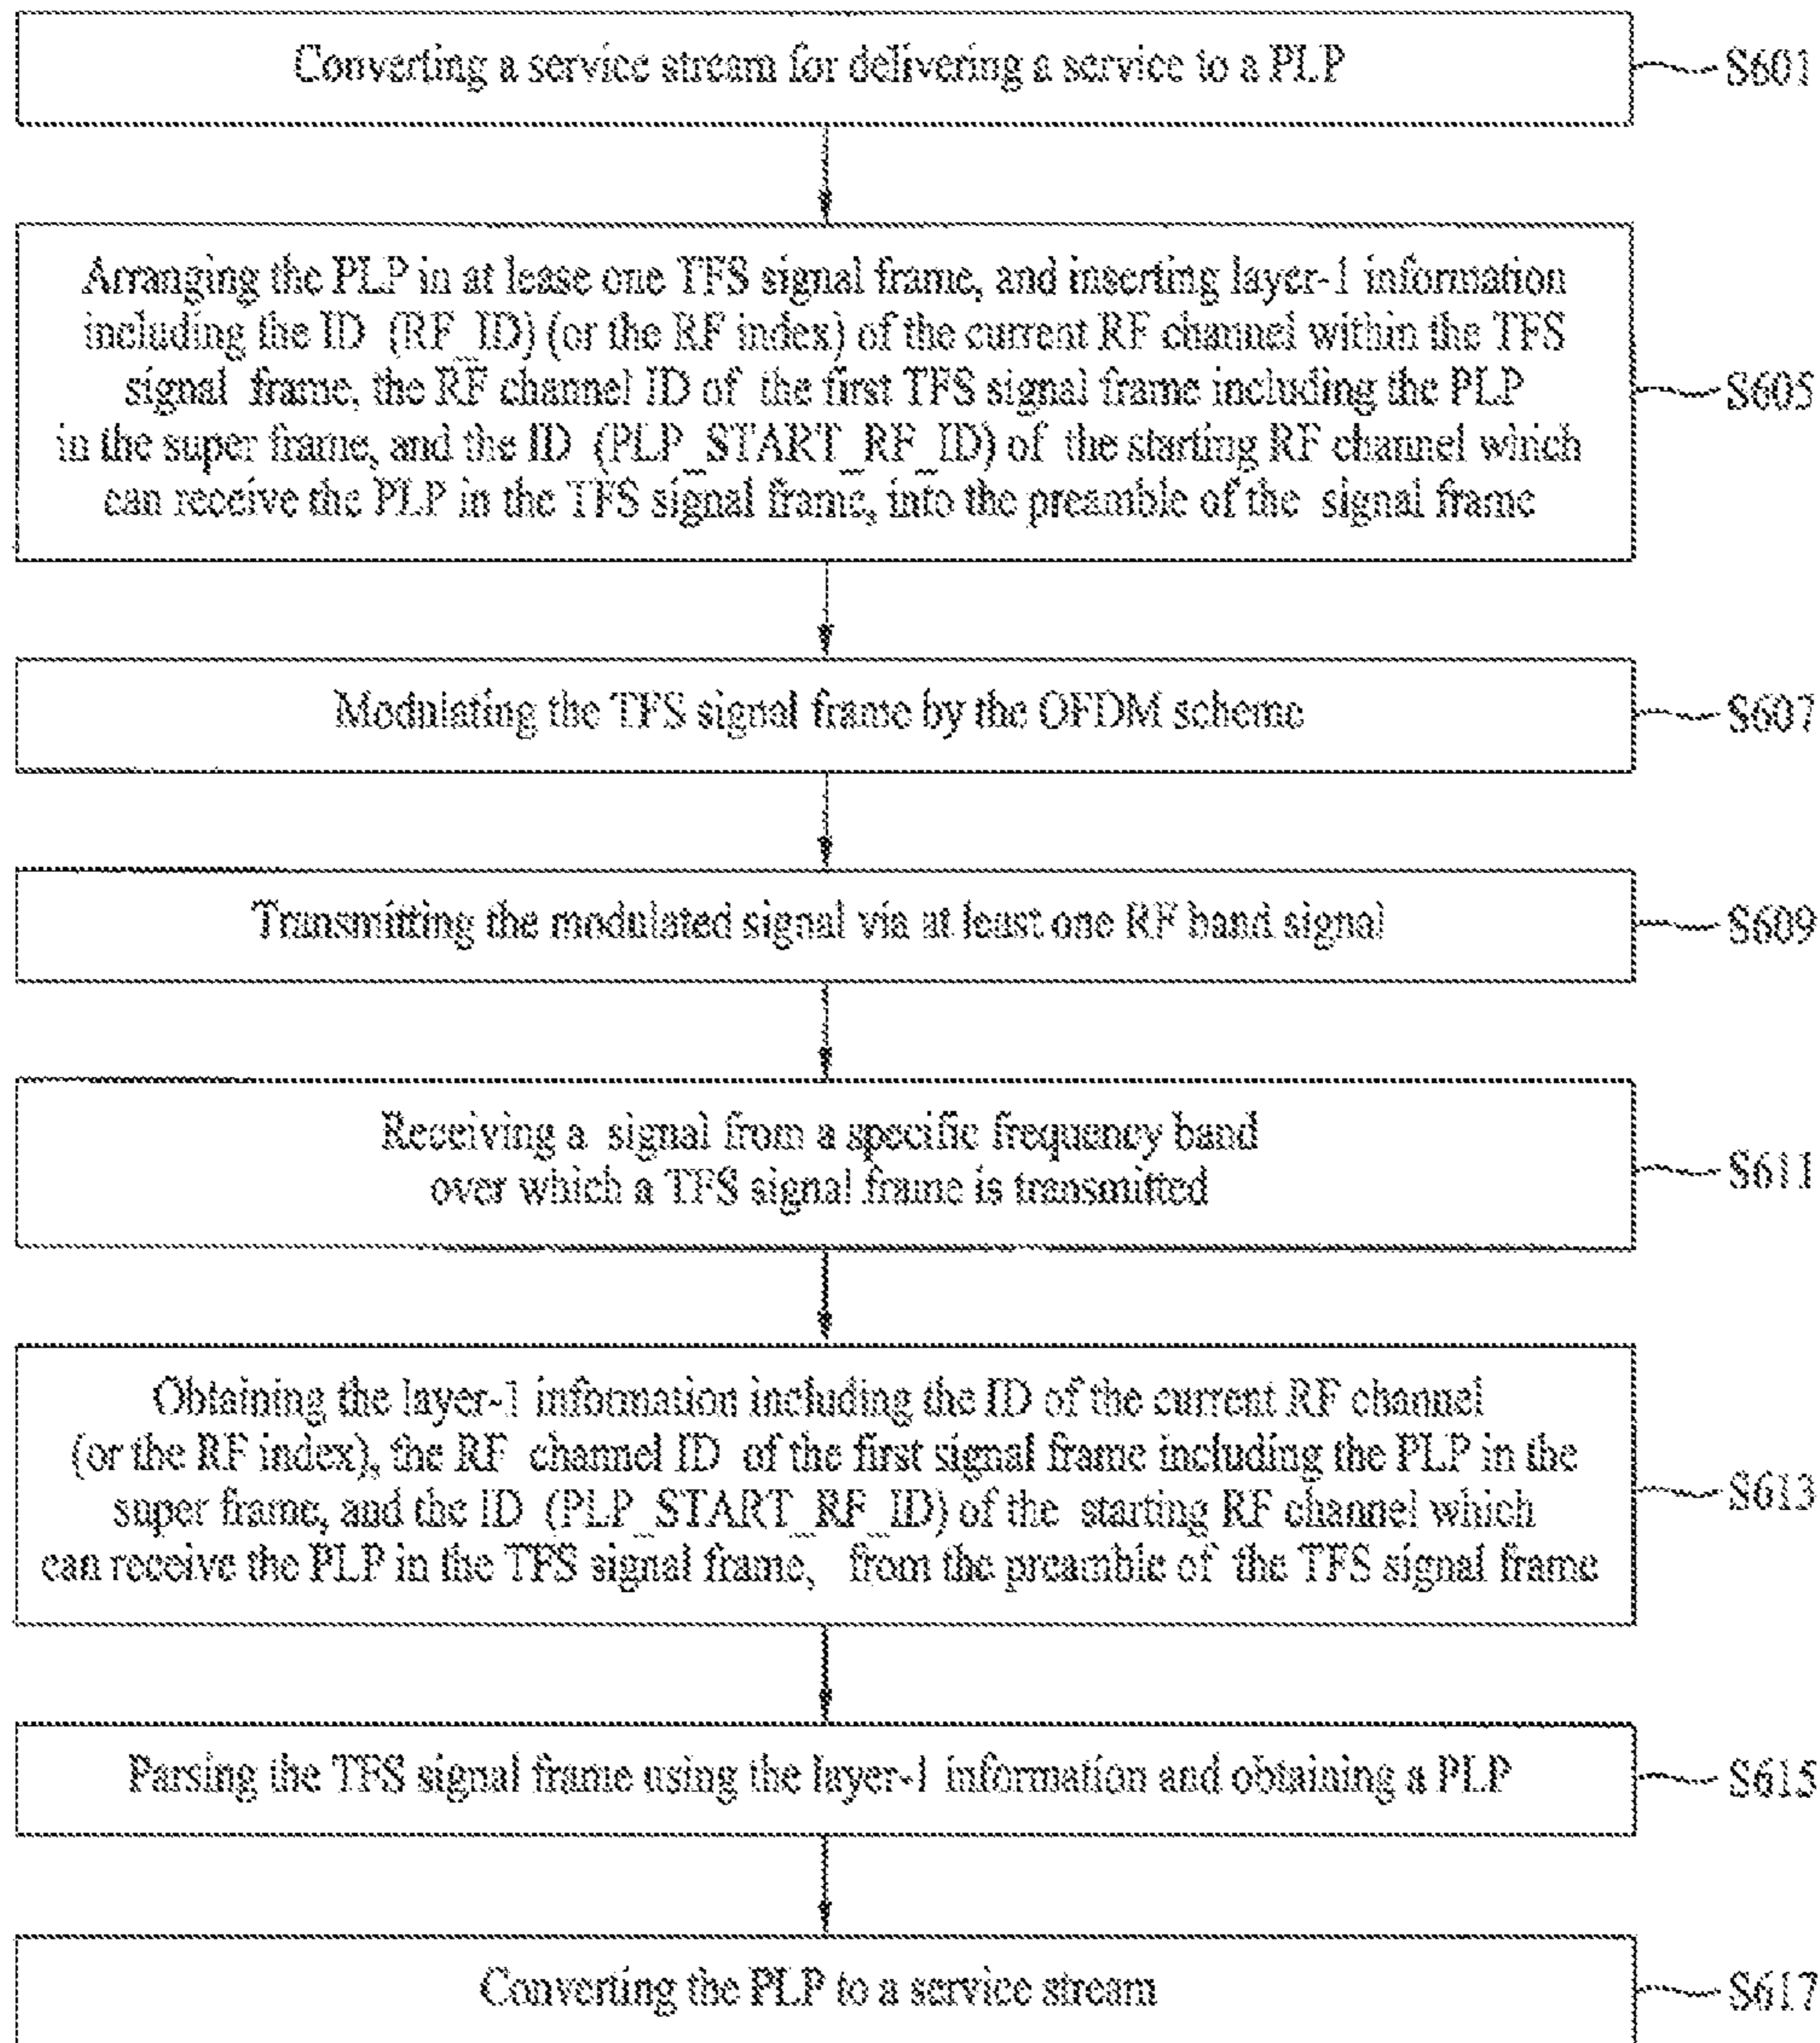 Converting a service stream for delivering a service to a PLP
S601
Arranging the PLP in at lease one TFS signal frame, and inserting layer-1 information
including the ID (RF_ID) (or the RF index) of the current RF channel within the TFS
signal frame, the RF channel ID of the first TFS signal frame including the PLP
in the super frame, and the ID (PLP_START_RF_ID) of the starting RF channel which
can receive the PLP in the TFS signal frame, into the preamble of the signal frame
S605
Modulating the TFS signal frame by the OFDM scheme
S607
Transmitting the modulated signal via at least one RF band signal
S609
Receiving a signal from a specific frequency band
over which a TFS signal frame is transmitted
S611
Obtaining the layer-1 information including the ID of the current RF channel
(or the RF index), the RF channel ID of the first signal frame including the PLP in the
super frame, and the ID (PLP_START_RF_ID) of the starting RF channel which
can receive the PLP in the TFS signal frame, from the preamble of the TFS signal frame
S613
Parsing the TFS signal frame using the layer-1 information and obtaining a PLP
S615
Converting the PLP to a service stream
S617